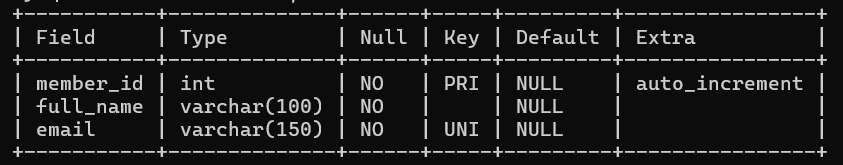 +-----------+--------------+------+-----+---------+----------------+
| Field     | Type         | Null | Key | Default | Extra          |
+-----------+--------------+------+-----+---------+----------------+
| member_id | int          | NO   | PRI | NULL    | auto_increment |
| full_name | varchar(100) | NO   |     | NULL    |                |
| email     | varchar(150) | NO   | UNI | NULL    |                |
+-----------+--------------+------+-----+---------+----------------+